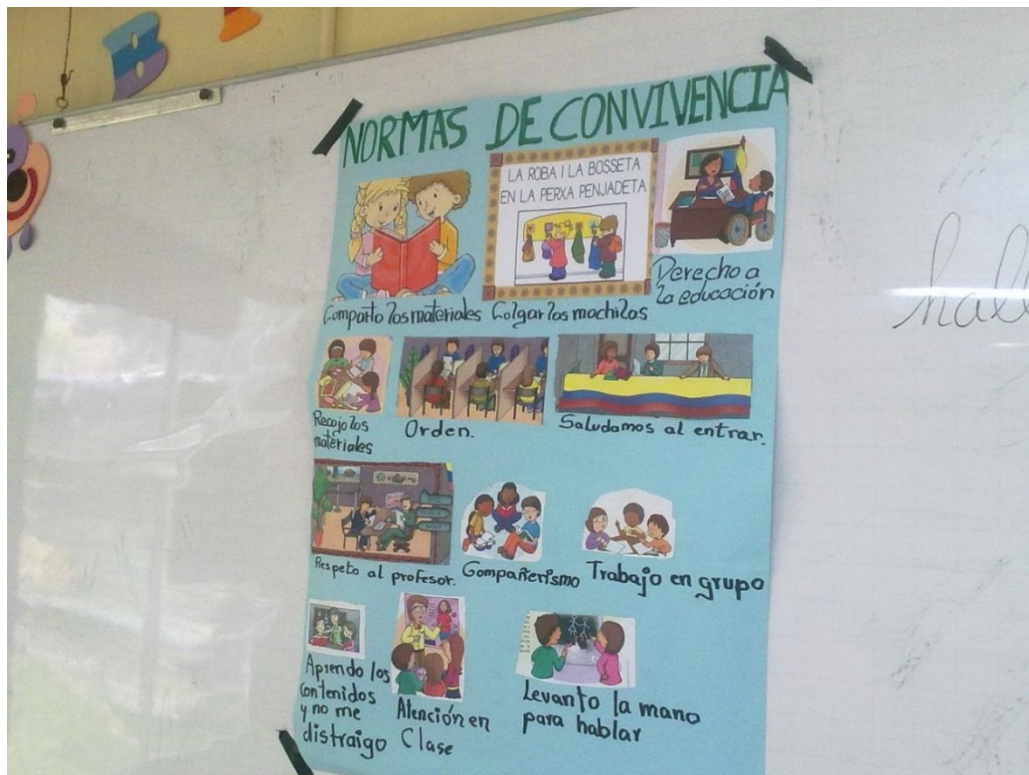 NORMAS DE CONVIVENCIA
LA ROBA I LA BOSSETA
EN LA PERXA PENJADETA
Comparto los materiales
Colgar los mochilas
Derecho a
la educación
Recojo los
materiales
Orden.
Saludamos al entrar.
Respeto al profesor.
Compañerismo
Trabajo en grupo
Aprendo los
contenidos
y no me
distraigo
Atención en
Clase
Levanto la mano
para hablar